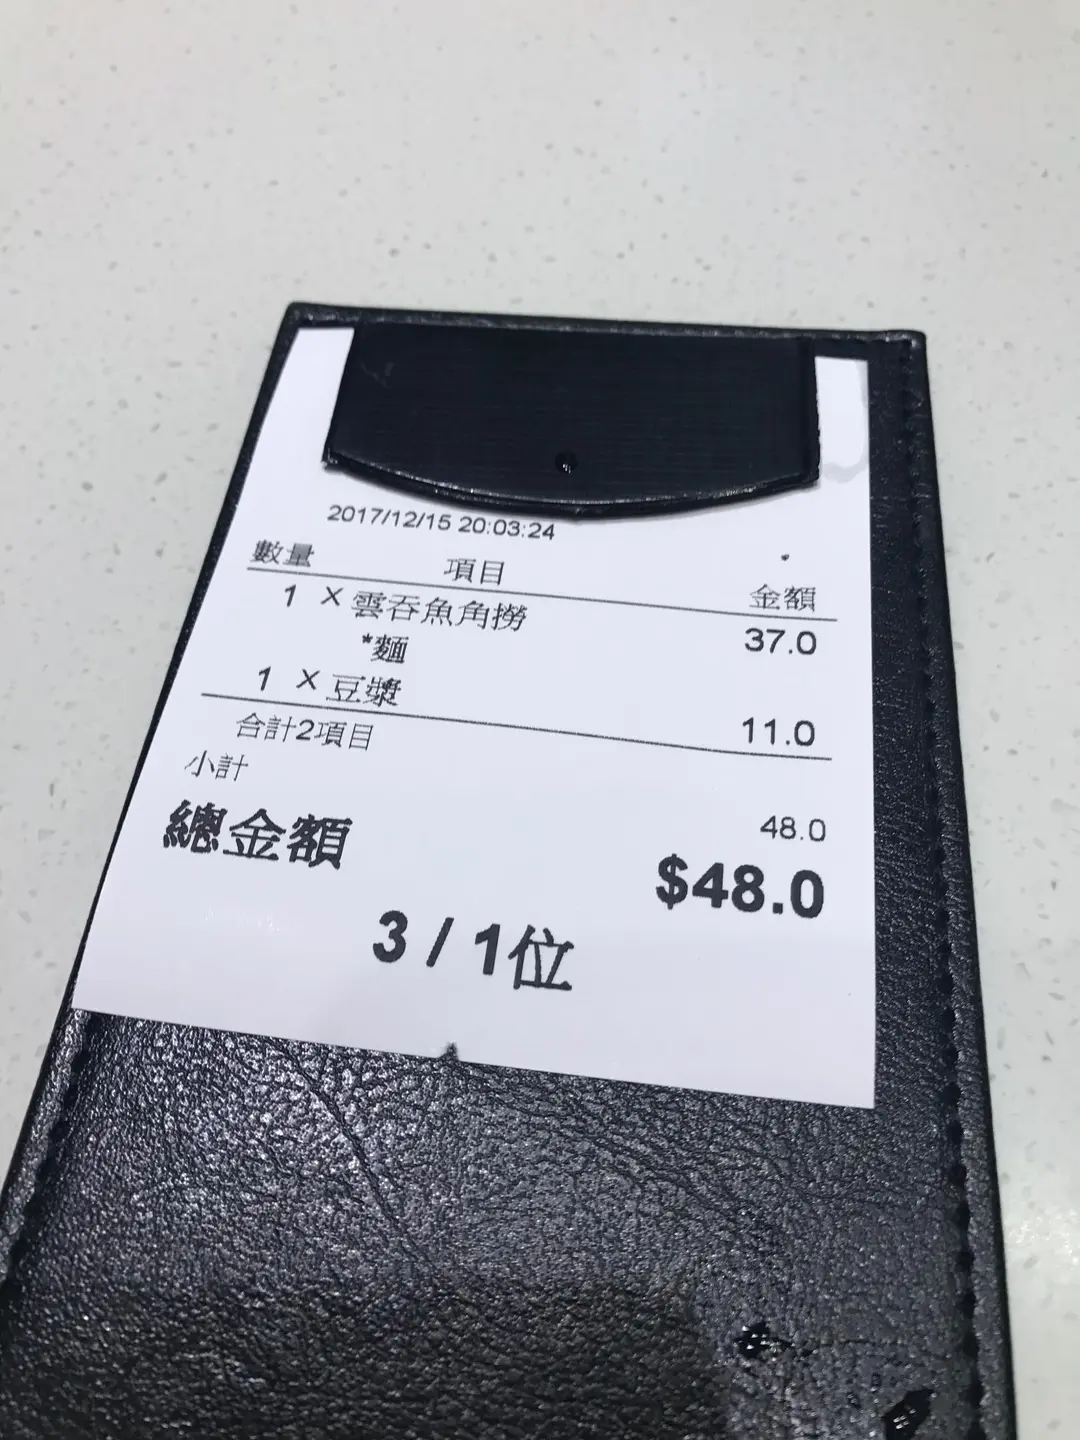 2017/12/15 20:03:24
數量 項目 金額
1 X 雲吞魚角撈 37.0
*麵
1 X 豆漿 11.0
合計2項目
小計 48.0
總金額 $48.0
3 / 1位